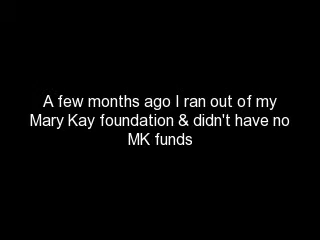 A few months ago I ran out of my
Mary Kay foundation & didn't have no
MK funds